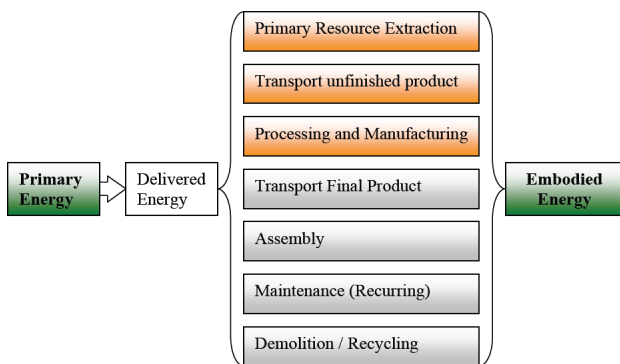 Primary Resource Extraction
Transport unfinished product
Processing and Manufacturing
Primary
Energy
Delivered
Energy
Transport Final Product
Embodied
Energy
Assembly
Maintenance (Recurring)
Demolition / Recycling